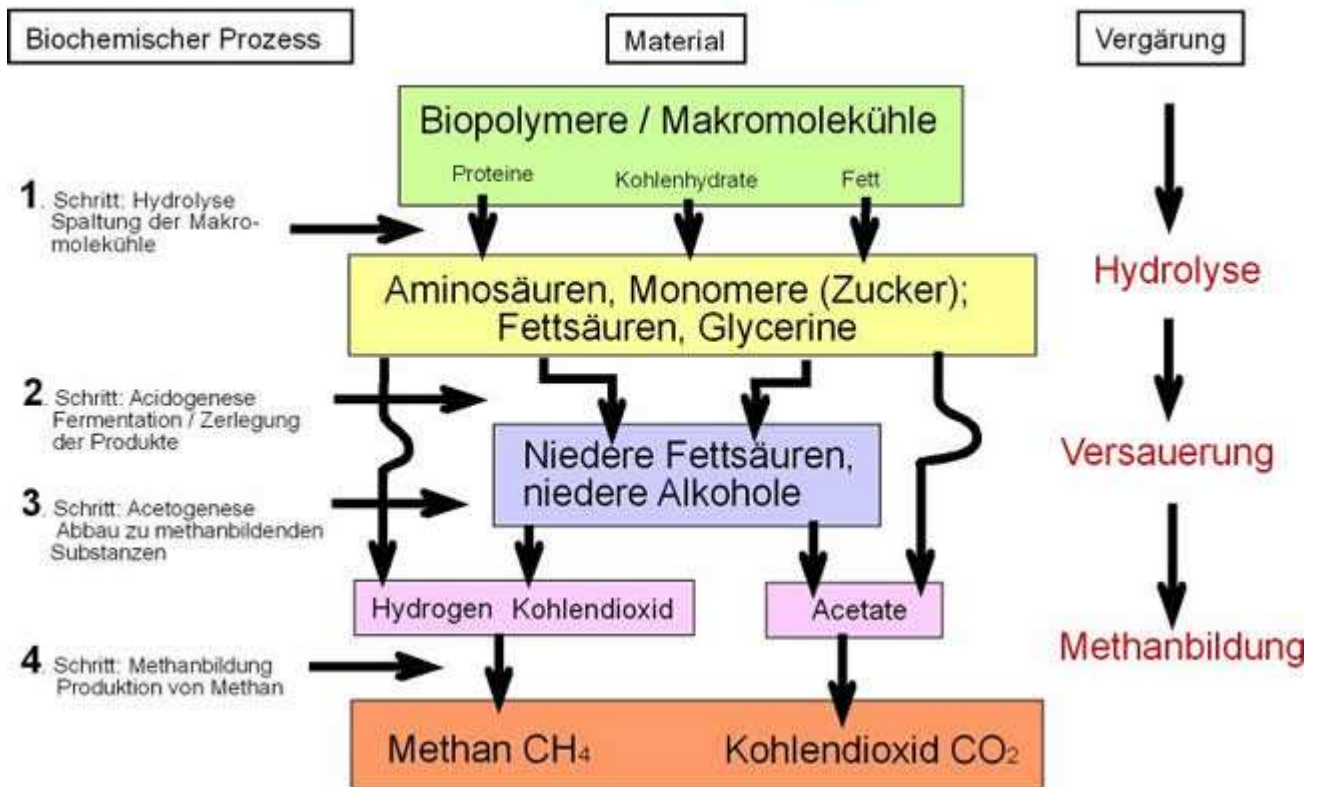 Biochemischer Prozess
Material
Vergärung
Biopolymere / Makromolekühle
Proteine
Kohlenhydrate
Fett
1. Schritt: Hydrolyse
Spaltung der Makro-
molekühle
Hydrolyse
Aminosäuren, Monomere (Zucker);
Fettsäuren, Glycerine
2. Schritt: Acidogenese
Fermentation / Zerlegung
der Produkte
Niedere Fettsäuren,
niedere Alkohole
Versauerung
3. Schritt: Acetogenese
Abbau zu methanbildenden
Substanzen
Hydrogen Kohlendioxid
Acetate
4. Schritt: Methanbildung
Produktion von Methan
Methanbildung
Methan CH₄
Kohlendioxid CO₂